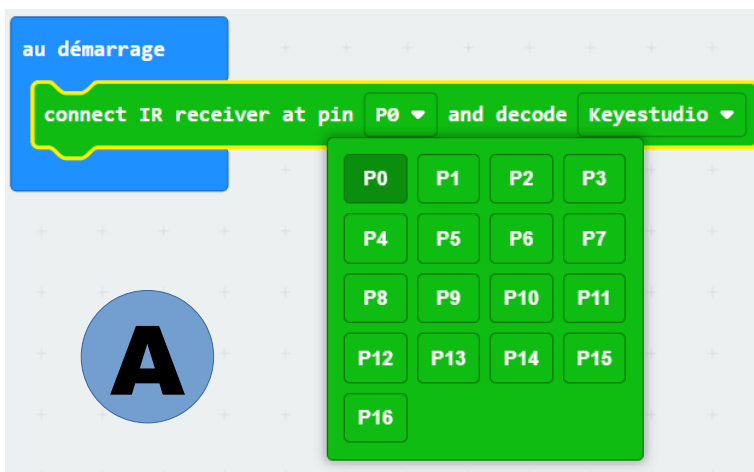 au démarrage
connect IR receiver at pin P0 and decode Keyestudio
P0 P1 P2 P3
P4 P5 P6 P7
P8 P9 P10 P11
P12 P13 P14 P15
P16
A